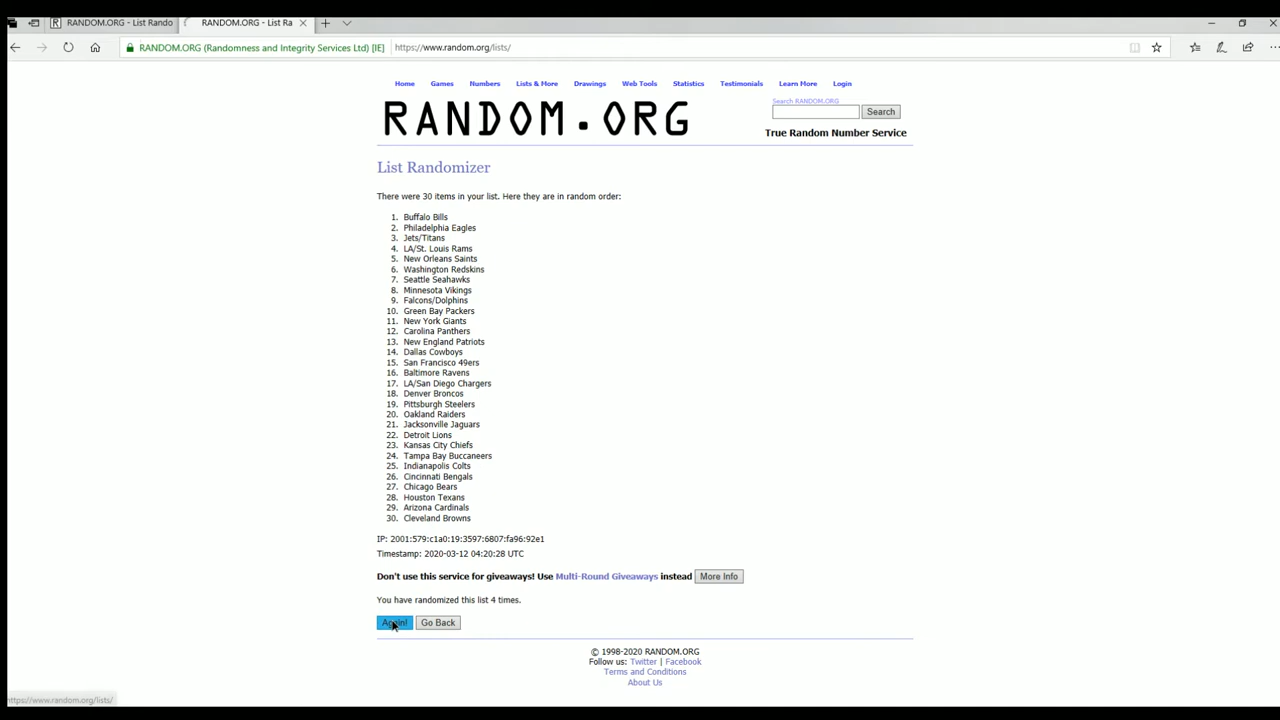 RANDOM.ORG - List Rando
RANDOM.ORG - List Ra
RANDOM.ORG (Randomness and Integrity Services Ltd) [IE]
https://www.random.org/lists/
Home Games Numbers Lists & More Drawings Web Tools Statistics Testimonials Learn More Login
RANDOM.ORG
Search RANDOM.ORG
Search
True Random Number Service
List Randomizer
There were 30 items in your list. Here they are in random order:
1. Buffalo Bills
2. Philadelphia Eagles
3. Jets/Titans
4. LA/St. Louis Rams
5. New Orleans Saints
6. Washington Redskins
7. Seattle Seahawks
8. Minnesota Vikings
9. Falcons/Dolphins
10. Green Bay Packers
11. New York Giants
12. Carolina Panthers
13. New England Patriots
14. Dallas Cowboys
15. San Francisco 49ers
16. Baltimore Ravens
17. LA/San Diego Chargers
18. Denver Broncos
19. Pittsburgh Steelers
20. Oakland Raiders
21. Jacksonville Jaguars
22. Detroit Lions
23. Kansas City Chiefs
24. Tampa Bay Buccaneers
25. Indianapolis Colts
26. Cincinnati Bengals
27. Chicago Bears
28. Houston Texans
29. Arizona Cardinals
30. Cleveland Browns
IP: 2001:579:c1a0:19:3597:6807:fa96:92e1
Timestamp: 2020-03-12 04:20:28 UTC
Don't use this service for giveaways! Use Multi-Round Giveaways instead More Info
You have randomized this list 4 times.
Again! Go Back
© 1998-2020 RANDOM.ORG
Follow us: Twitter | Facebook
Terms and Conditions
About Us
https://www.random.org/lists/